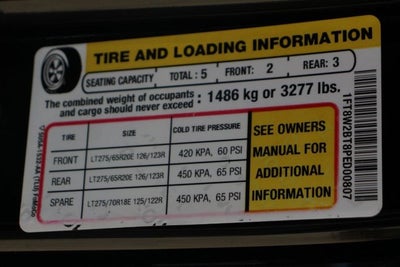 TIRE AND LOADING INFORMATION
SEATING CAPACITY TOTAL : 5 FRONT: 2 REAR: 3
The combined weight of occupants and cargo should never exceed : 1486 kg or 3277 lbs.
TIRE SIZE COLD TIRE PRESSURE
FRONT LT275/65R20E 126/123R 420 KPA, 60 PSI
REAR LT275/65R20E 126/123R 450 KPA, 65 PSI
SPARE LT275/70R18E 125/122R 450 KPA, 65 PSI
SEE OWNERS
MANUAL FOR
ADDITIONAL
INFORMATION
1FT8W2BT8PED00807